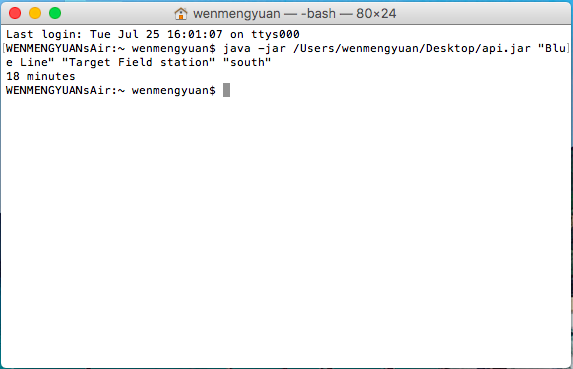 wenmengyuan — -bash — 80×24
Last login: Tue Jul 25 16:01:07 on ttys000
[WENMENGYUANsAir:~ wenmengyuan$ java -jar /Users/wenmengyuan/Desktop/api.jar "Blu]
e Line" "Target Field station" "south"
18 minutes
WENMENGYUANsAir:~ wenmengyuan$